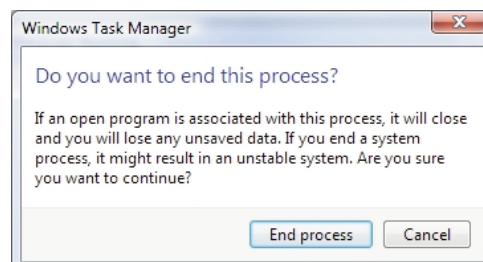 Windows Task Manager
Do you want to end this process?
If an open program is associated with this process, it will close
and you will lose any unsaved data. If you end a system
process, it might result in an unstable system. Are you sure
you want to continue?
End process
Cancel